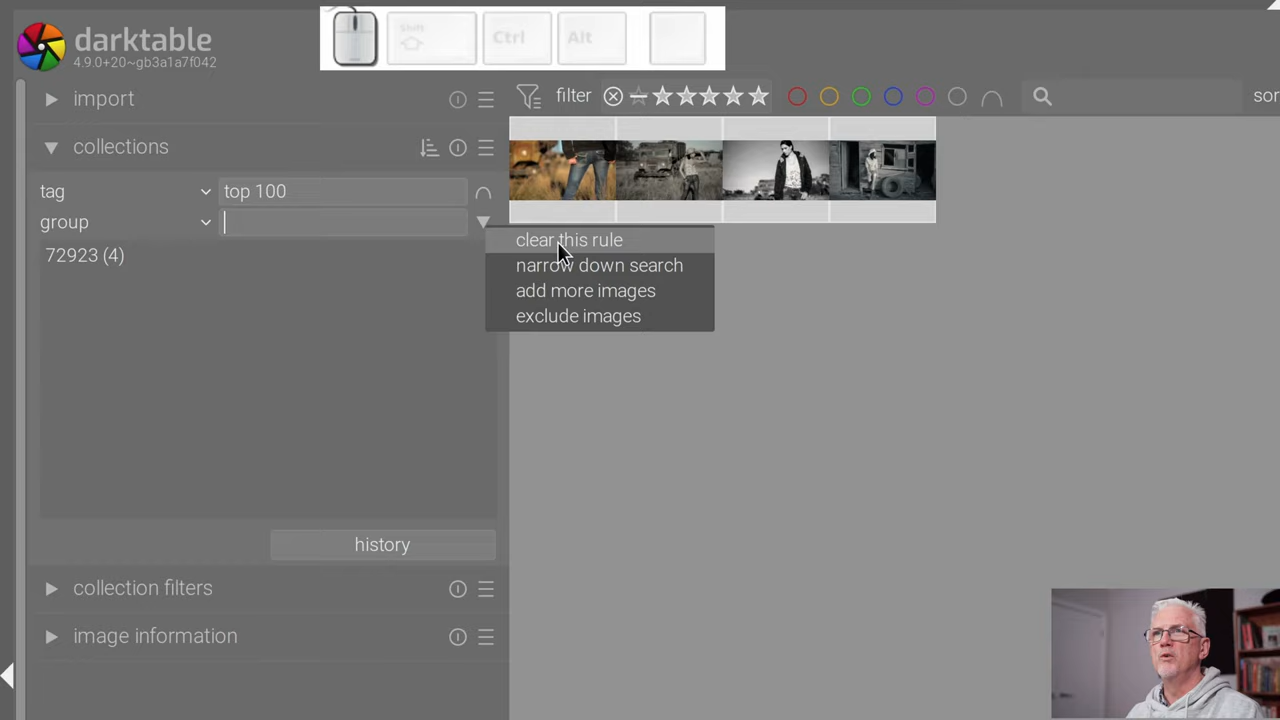 darktable
4.9.0+20~gb3a1a7f042
Shift
Ctrl
Alt
import
filter
sor
collections
tag
top 100
group
72923 (4)
clear this rule
narrow down search
add more images
exclude images
history
collection filters
image information